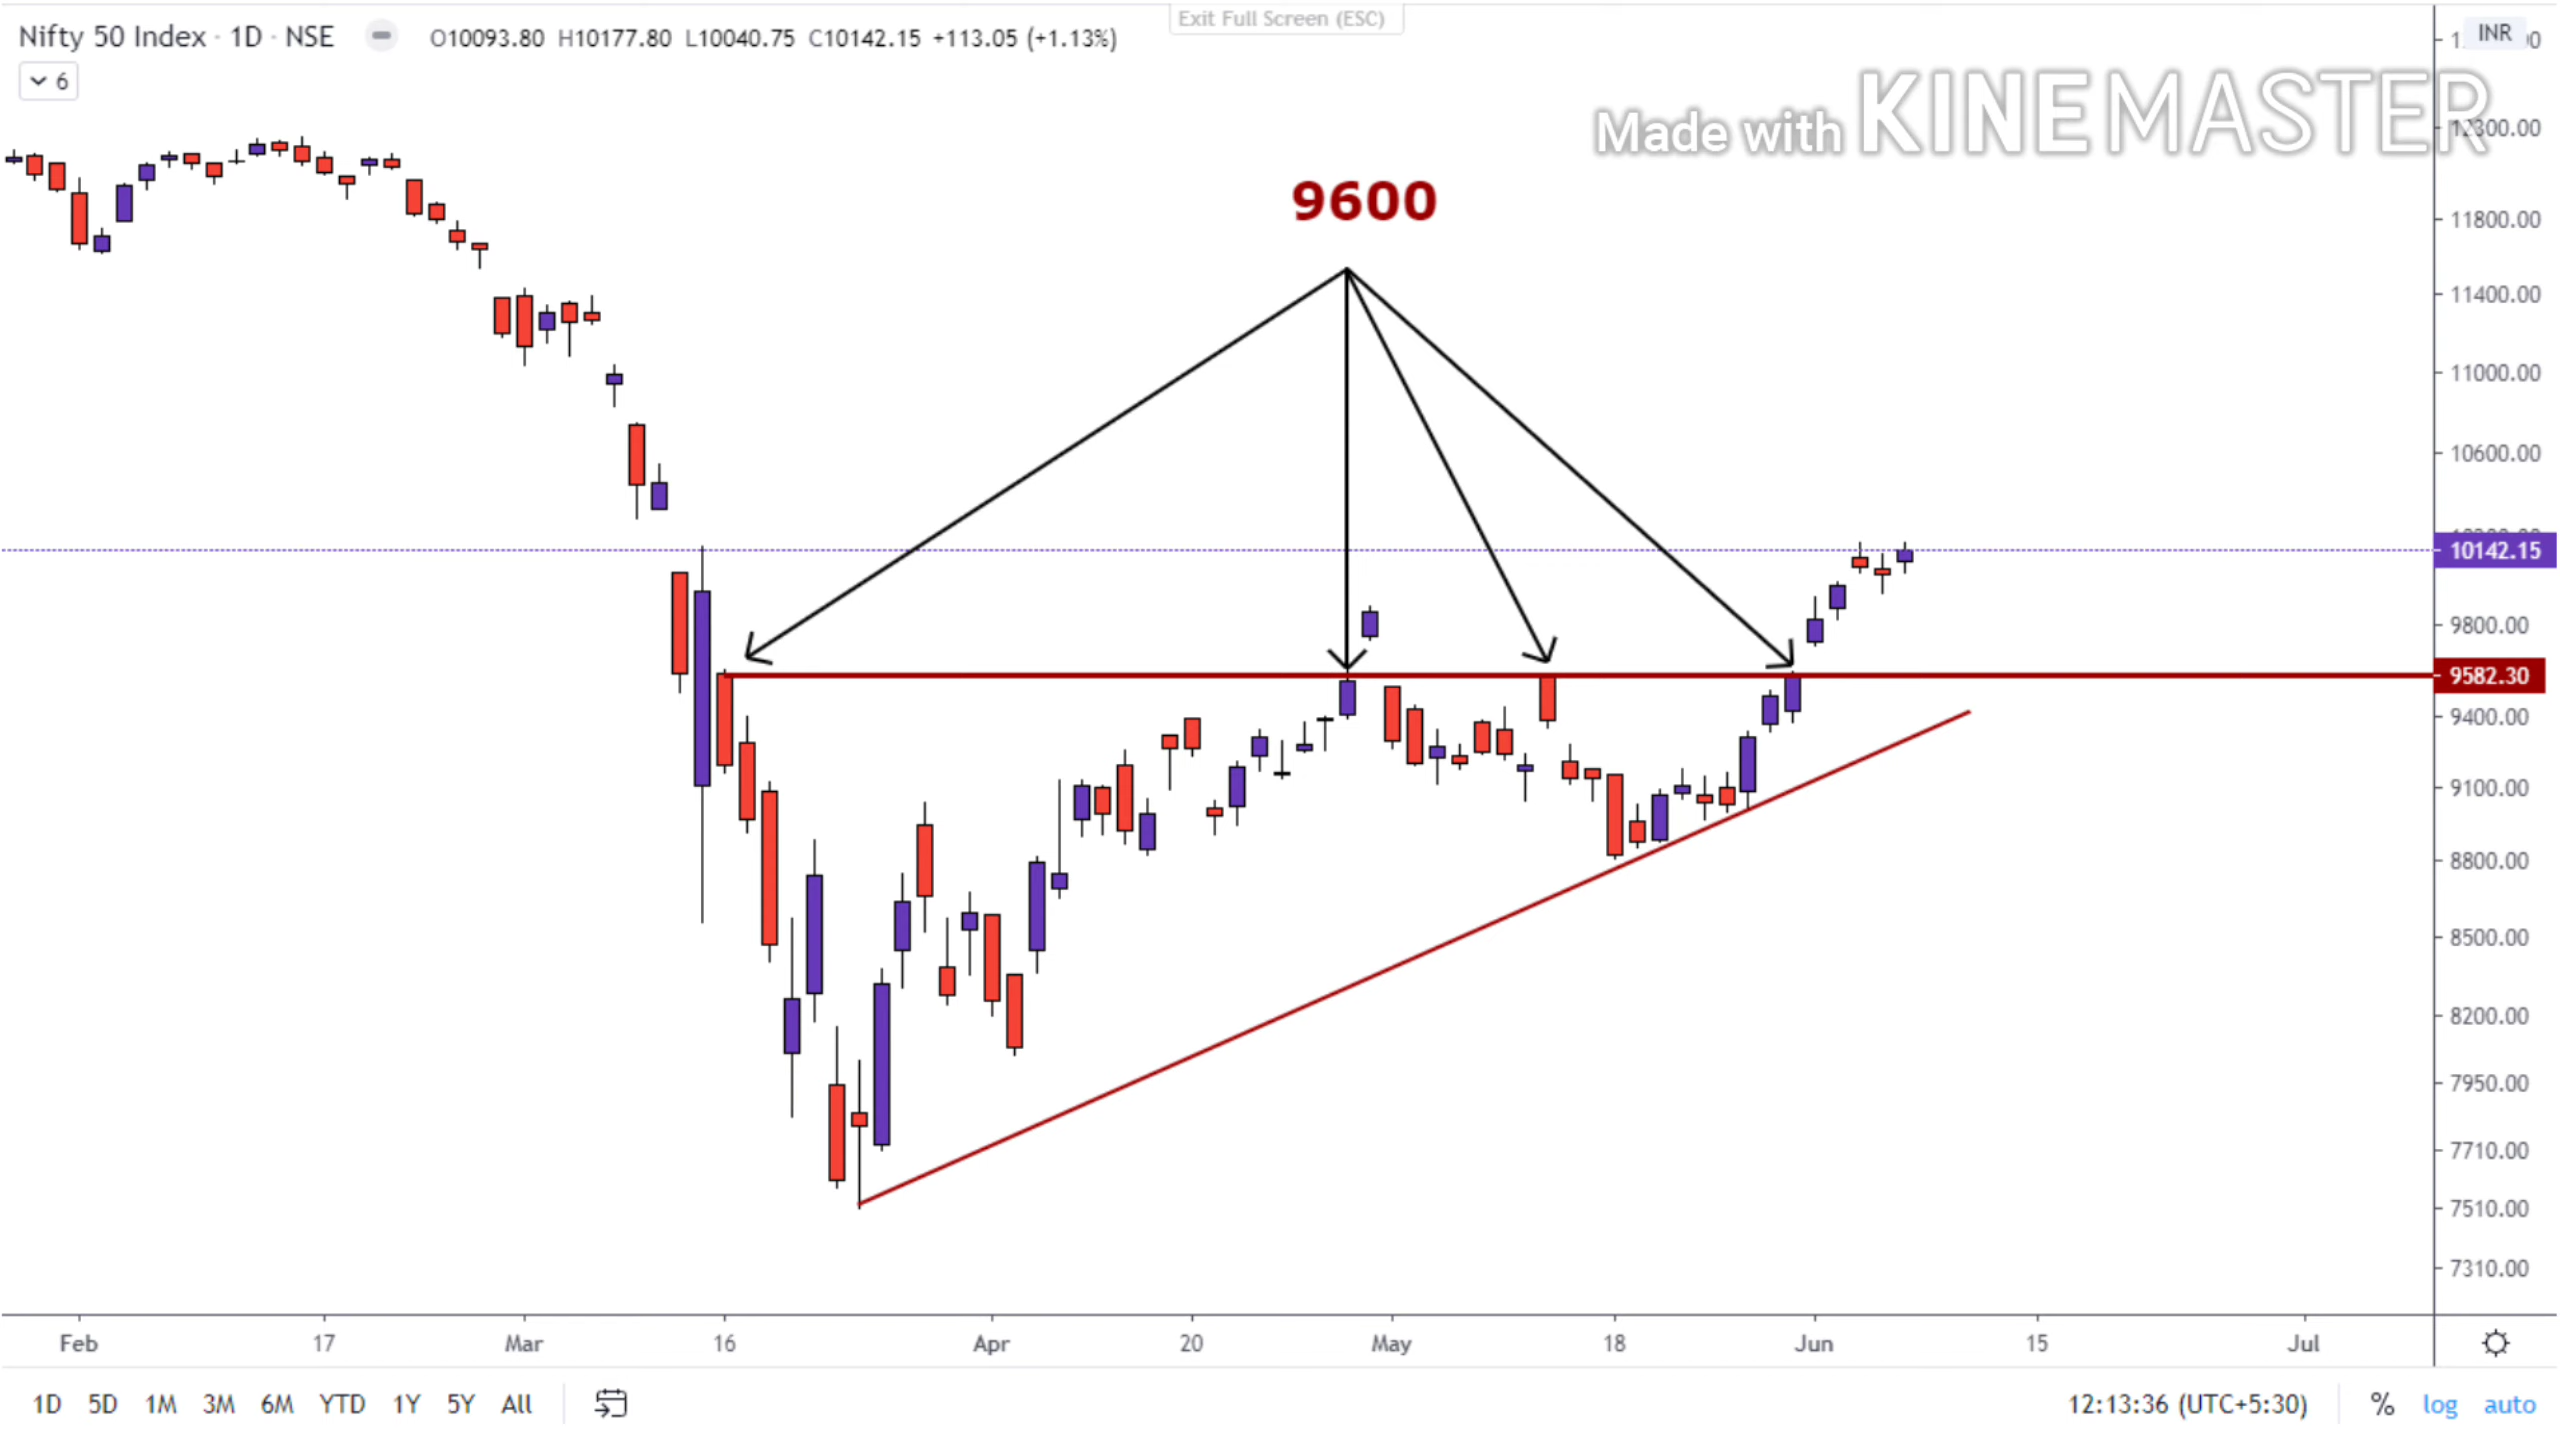 Exit Full Screen (ESC)
Nifty 50 Index · 1D · NSE
O10093.80 H10177.80 L10040.75 C10142.15 +113.05 (+1.13%)
INR
6
Made with KINEMASTER
12300.00
9600
11800.00
11400.00
11000.00
10600.00
10142.15
9800.00
9582.30
9400.00
9100.00
8800.00
8500.00
8200.00
7950.00
7710.00
7510.00
7310.00
Feb 17 Mar 16 Apr 20 May 18 Jun 15 Jul
1D 5D 1M 3M 6M YTD 1Y 5Y All 12:13:36 (UTC+5:30) % log auto